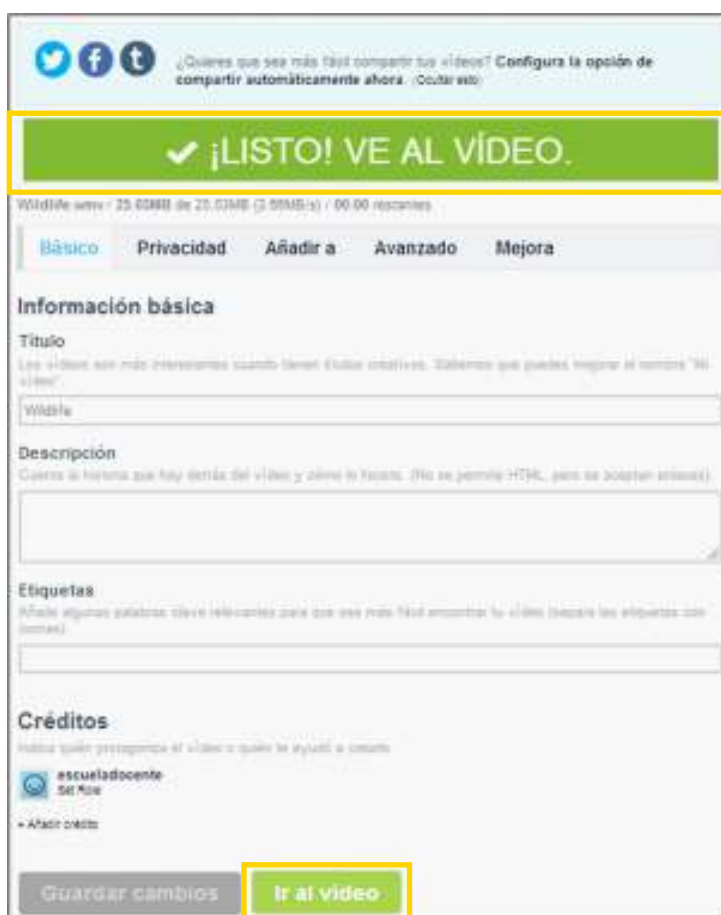 ¿Quieres que sea más fácil compartir tus vídeos? Configura la opción de
compartir automáticamente ahora. (Ocultar esto)
¡LISTO! VE AL VÍDEO.
Wildlife.wmv / 25.03MB de 25.03MB / 00:00 restantes
Básico Privacidad Añadir a Avanzado Mejora
Información básica
Título
Los vídeos son más interesantes cuando tienen títulos creativos. Sabemos que puedes mejorar el nombre "Mi
vídeo".
Wildlife
Descripción
Cuenta la historia que hay detrás del vídeo y cómo lo hiciste. (No se permite HTML, pero se aceptan enlaces).
Etiquetas
Añade algunas palabras clave relevantes para que sea más fácil encontrar tu vídeo (separa las etiquetas con
comas).
Créditos
Indica quién protagoniza el vídeo o quién te ayudó a crearlo
escueladocente
Set Role
+ Añadir crédito
Guardar cambios Ir al vídeo